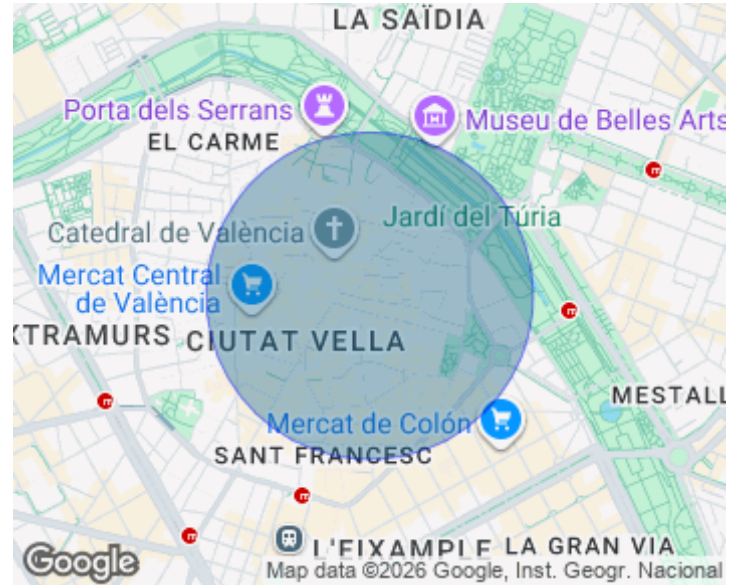 LA SAÏDIA
Porta dels Serrans
Museu de Belles Arts
EL CARME
Jardí del Túria
Catedral de València
Mercat Central
de València
XTRAMURS
CIUTAT VELLA
MESTALL
Mercat de Colón
SANT FRANCESC
L'EIXAMPLE
LA GRAN VIA
Google
Map data ©2026 Google, Inst. Geogr. Nacional